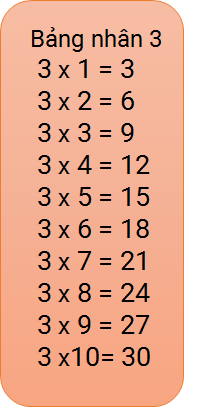 Bảng nhân 3
3 x 1 = 3
3 x 2 = 6
3 x 3 = 9
3 x 4 = 12
3 x 5 = 15
3 x 6 = 18
3 x 7 = 21
3 x 8 = 24
3 x 9 = 27
3 x10= 30